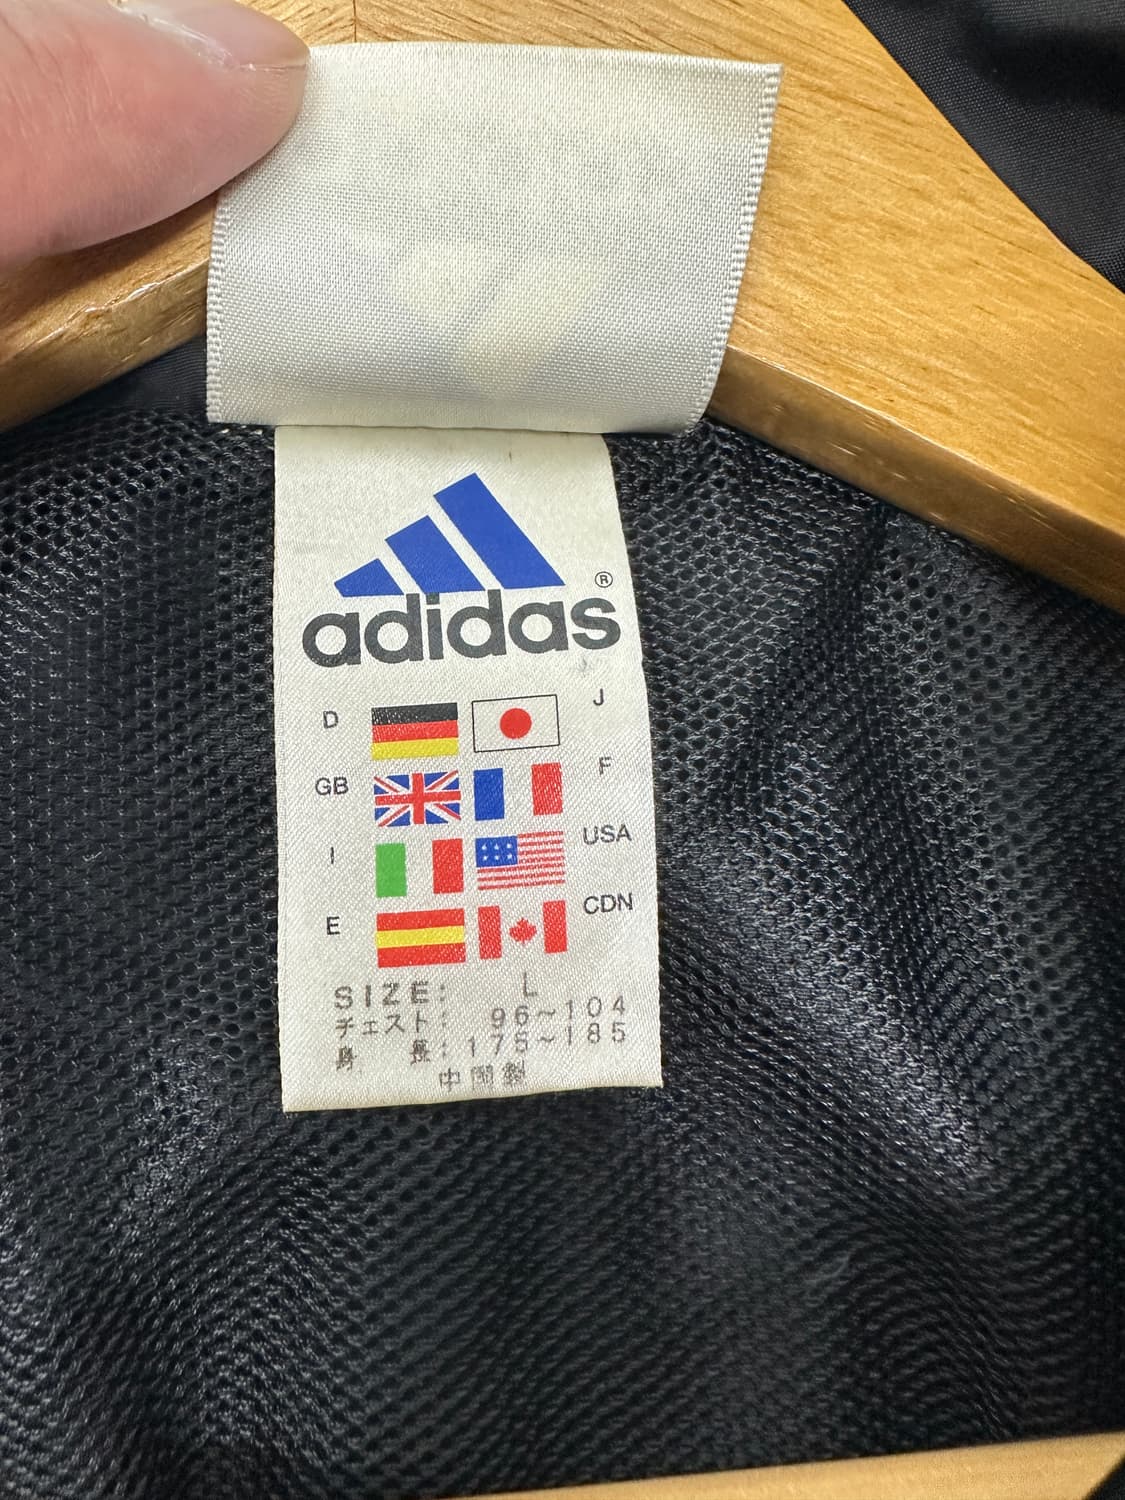 ®
adidas
D J
GB F
I USA
E CDN
SIZE: L
チェスト: 96~104
身 長: 175~185
中国製